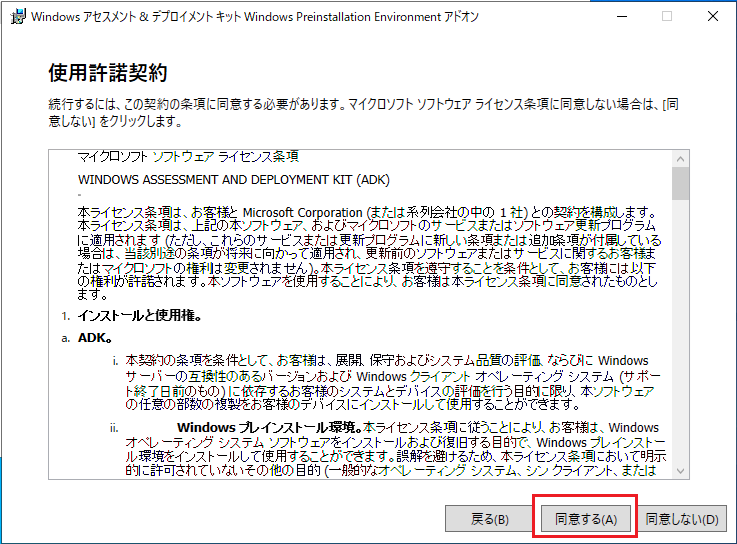 Windows アセスメント & デプロイメント キット Windows Preinstallation Environment アドオン
使用許諾契約
続行するには、この契約の条項に同意する必要があります。マイクロソフト ソフトウェア ライセンス条項に同意しない場合は、[同
意しない] をクリックします。
マイクロソフト ソフトウェア ライセンス条項
WINDOWS ASSESSMENT AND DEPLOYMENT KIT (ADK)
本ライセンス条項は、お客様と Microsoft Corporation (または系列会社の中の 1 社) との契約を構成します。
本ライセンス条項は、上記の本ソフトウェア、およびマイクロソフトのサービスまたはソフトウェア更新プログラム
に適用されます (ただし、これらのサービスまたは更新プログラムに新しい条項または追加条項が付属している
場合は、当該別途の条項が将来に向かって適用され、更新前のソフトウェアまたはサービスに関するお客様ま
たはマイクロソフトの権利は変更されません)。本ライセンス条項を遵守することを条件として、お客様には以下
の権利が許諾されます。本ソフトウェアを使用することにより、お客様は本ライセンス条項に同意されたものとし
ます。
1. インストールと使用権。
a. ADK。
i. 本契約の条項を条件として、お客様は、展開、保守およびシステム品質の評価、ならびに Windows
サーバーの互換性のあるバージョンおよび Windows クライアント オペレーティング システム (サポー
ト終了日前のもの) に依存するお客様のシステムとデバイスの評価を行う目的に限り、本ソフトウェア
の任意の部数の複製をお客様のデバイスにインストールして使用することができます。
ii. Windows プレインストール環境。本ライセンス条項に従うことにより、お客様は、Windows
オペレーティング システム ソフトウェアをインストールおよび復旧する目的で、Windows プレインストー
ル環境をインストールして使用することができます。誤解を避けるため、本ライセンス条項において明示
的に許可されていないその他の目的 (一般的なオペレーティング システム、シン クライアント、または
戻る(B)
同意する(A)
同意しない(D)